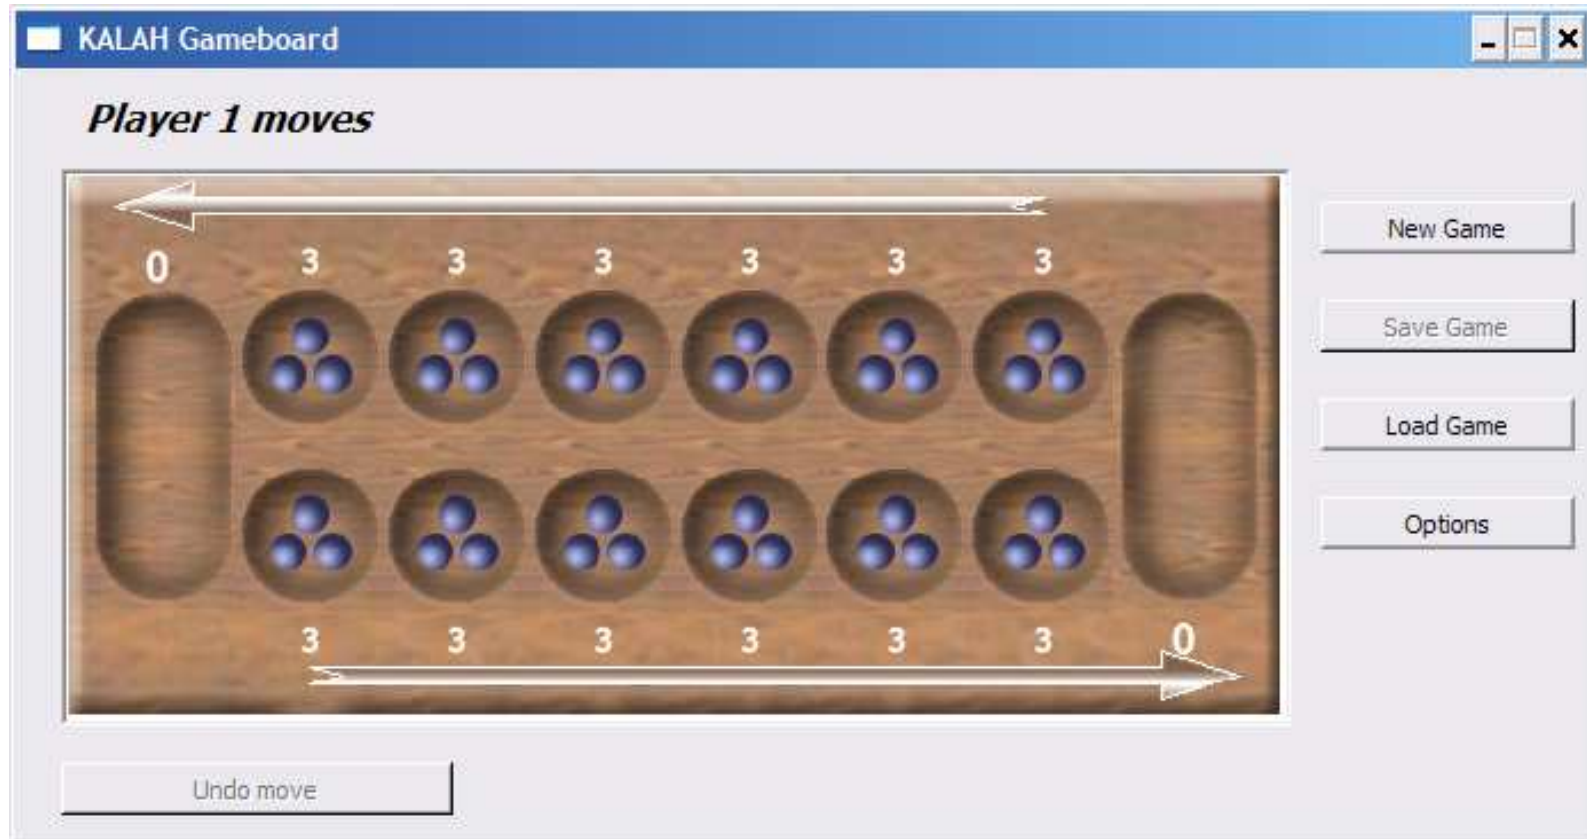 KALAH Gameboard
Player 1 moves
0 3 3 3 3 3 3
3 3 3 3 3 3 0
New Game
Save Game
Load Game
Options
Undo move